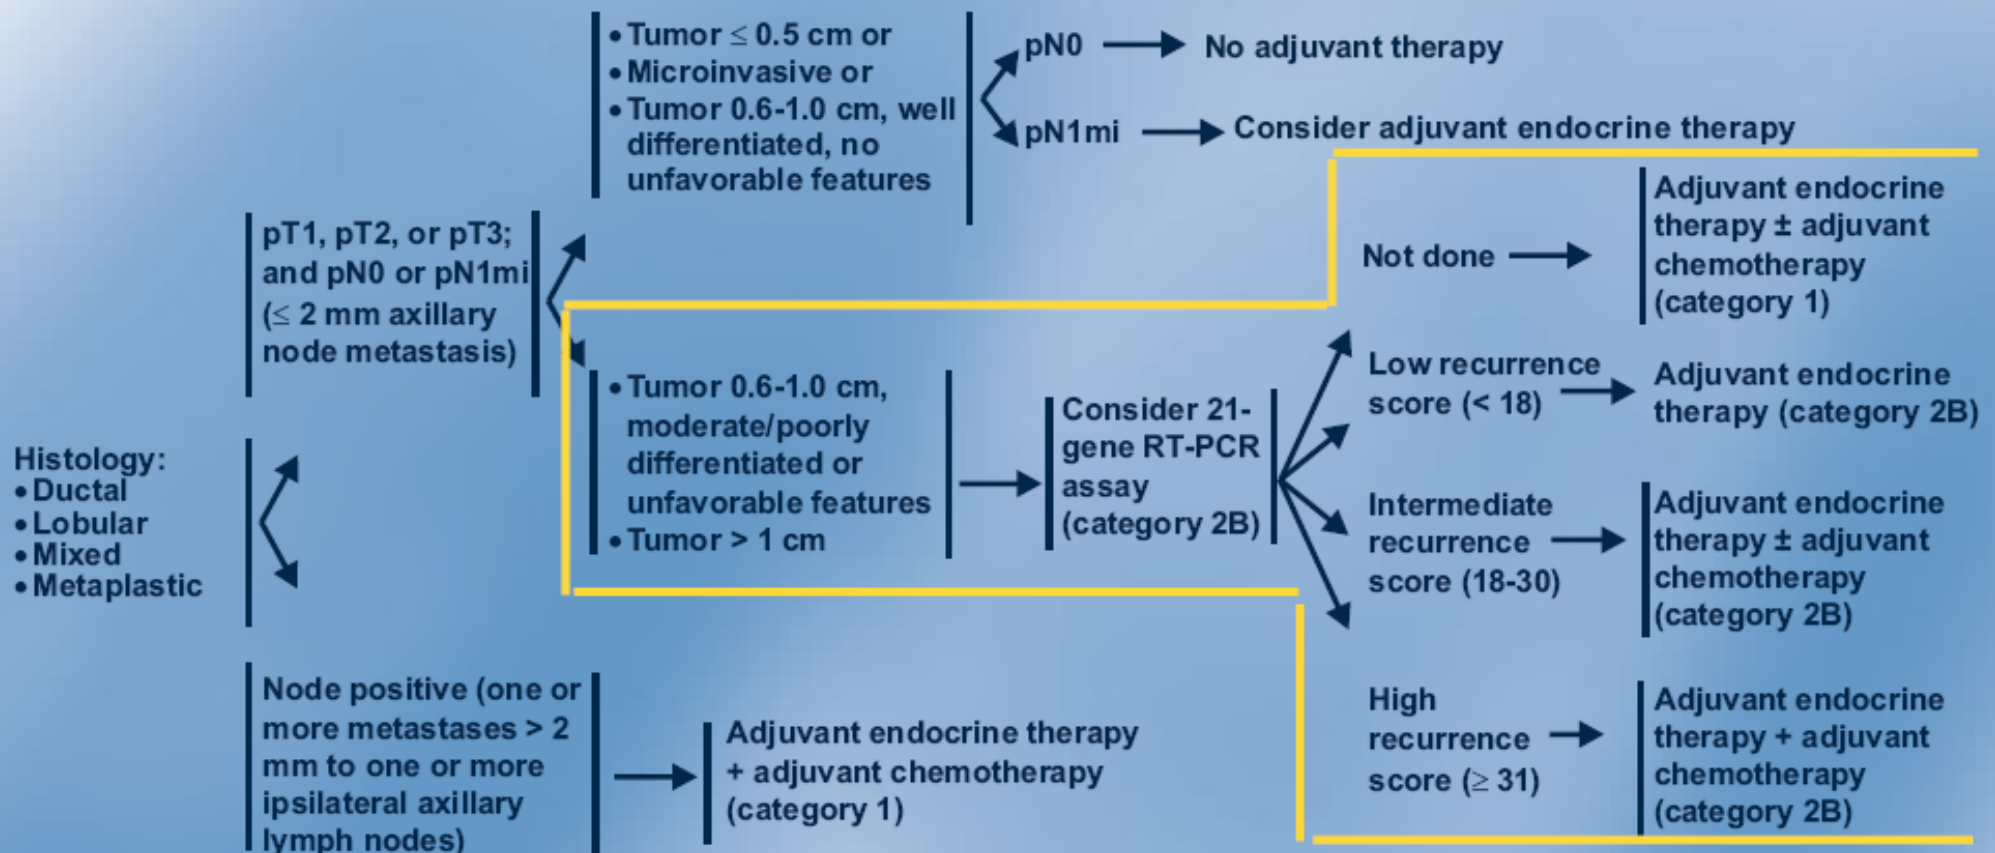 Histology:
• Ductal
• Lobular
• Mixed
• Metaplastic
pT1, pT2, or pT3;
and pN0 or pN1mi
(≤ 2 mm axillary
node metastasis)
• Tumor ≤ 0.5 cm or
• Microinvasive or
• Tumor 0.6-1.0 cm, well
differentiated, no
unfavorable features
pN0
No adjuvant therapy
pN1mi
Consider adjuvant endocrine therapy
• Tumor 0.6-1.0 cm,
moderate/poorly
differentiated or
unfavorable features
• Tumor > 1 cm
Consider 21-
gene RT-PCR
assay
(category 2B)
Not done
Adjuvant endocrine
therapy ± adjuvant
chemotherapy
(category 1)
Low recurrence
score (< 18)
Adjuvant endocrine
therapy (category 2B)
Intermediate
recurrence
score (18-30)
Adjuvant endocrine
therapy ± adjuvant
chemotherapy
(category 2B)
High
recurrence
score (≥ 31)
Adjuvant endocrine
therapy + adjuvant
chemotherapy
(category 2B)
Node positive (one or
more metastases > 2
mm to one or more
ipsilateral axillary
lymph nodes)
Adjuvant endocrine therapy
+ adjuvant chemotherapy
(category 1)